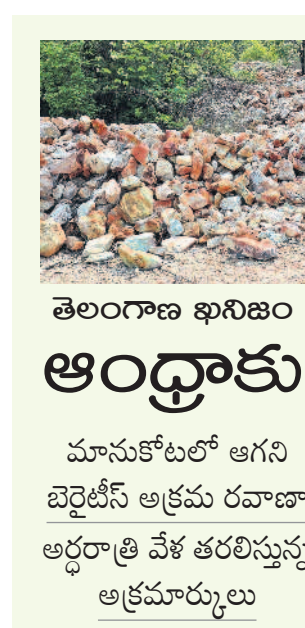 తెలంగాణ ఖనిజం
ఆంధ్రాకు
మానుకోటలో ఆగని
బెరైటీస్ అక్రమ రవాణా
అర్ధరాత్రి వేళ తరలిస్తున్న
అక్రమార్కులు